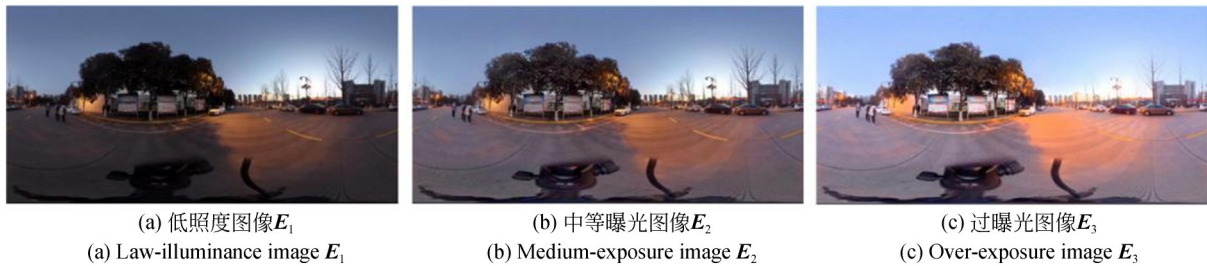 (a) 低照度图像E₁
(b) 中等曝光图像E₂
(c) 过曝光图像E₃
(a) Law-illuminance image E₁
(b) Medium-exposure image E₂
(c) Over-exposure image E₃